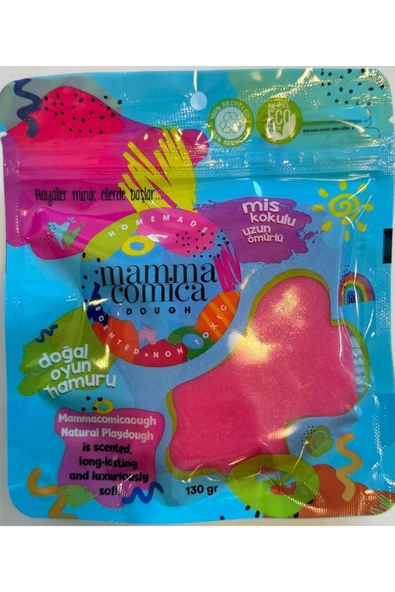 Hayaller minik ellerde başlar...
HOMEMADE
mamma
comica
DOUGH
SCENTED • NON TOXIC
mis
kokulu
uzun
ömürlü
doğal
oyun
hamuru
Mammacomicaough
Natural Playdough
is scented,
long-lasting
and luxuriously
soft
130 gr